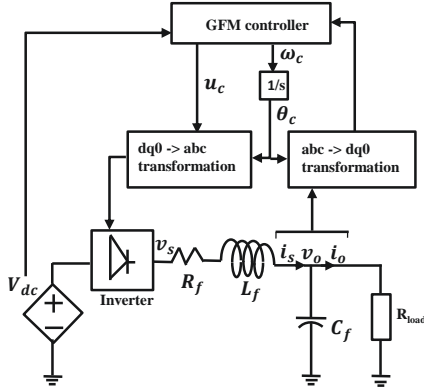 GFM controller
ω_c
u_c
1/s
θ_c
dq0 -> abc
transformation
abc -> dq0
transformation
v_s
i_s v_o i_o
R_f
L_f
V_dc
Inverter
C_f
R_load
+
−